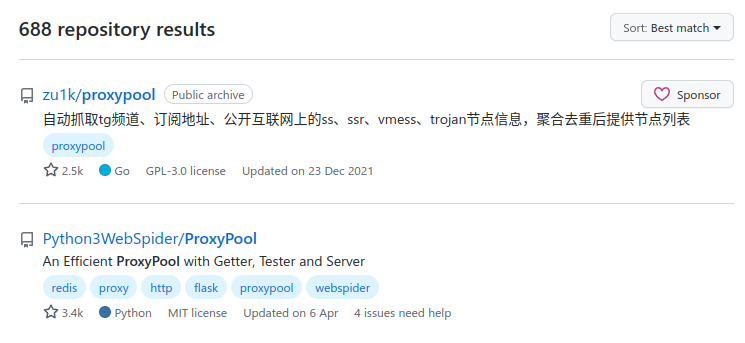 688 repository results
Sort: Best match
zu1k/proxypool Public archive
Sponsor
自动抓取tg频道、订阅地址、公开互联网上的ss、ssr、vmess、trojan节点信息，聚合去重后提供节点列表
proxypool
2.5k Go GPL-3.0 license Updated on 23 Dec 2021
Python3WebSpider/ProxyPool
An Efficient ProxyPool with Getter, Tester and Server
redis proxy http flask proxypool webspider
3.4k Python MIT license Updated on 6 Apr 4 issues need help